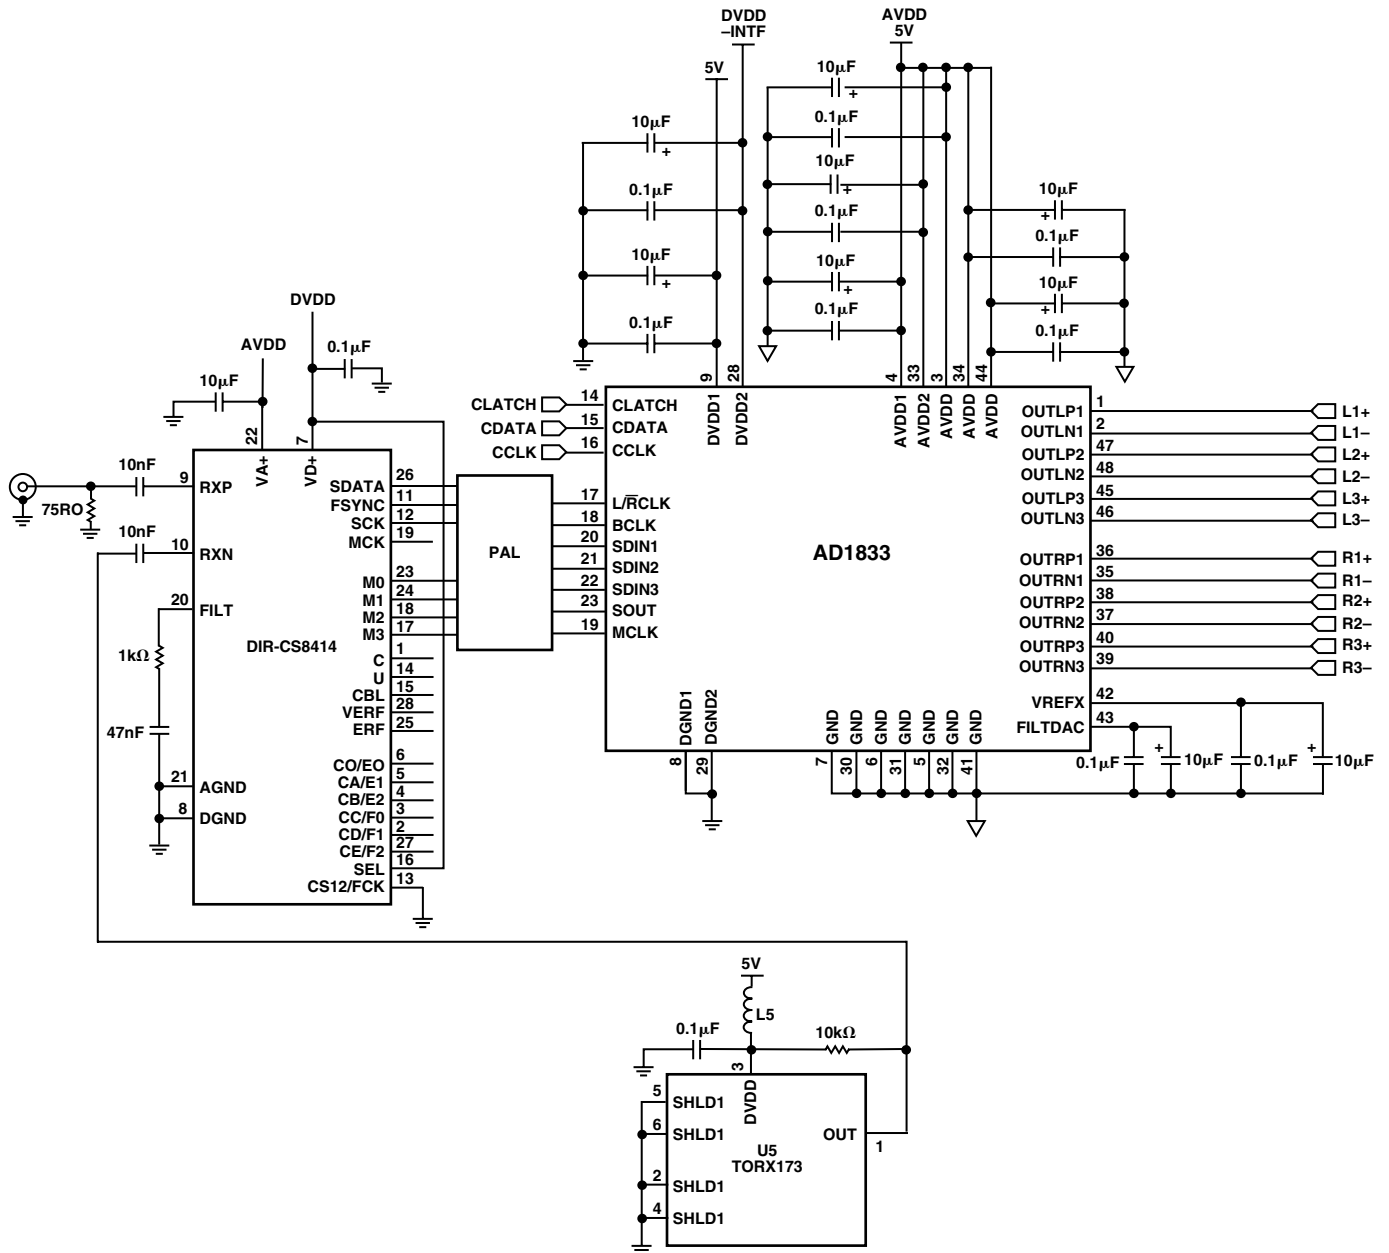 DVDD
–INTF
AVDD
5V
5V
10μF
0.1μF
10μF
0.1μF
10μF
0.1μF
10μF
0.1μF
10μF
0.1μF
10μF
0.1μF
10μF
0.1μF
DVDD
AVDD
0.1μF
10μF
22
7
VA+
VD+
10nF
9
RXP
75RO
10nF
10
RXN
20
FILT
1kΩ
47nF
21
AGND
8
DGND
DIR-CS8414
SDATA
26
FSYNC
11
SCK
12
MCK
19
M0
23
M1
24
M2
18
M3
17
C
1
U
14
CBL
15
VERF
28
ERF
25
CO/EO
6
CA/E1
5
CB/E2
4
CC/F0
3
CD/F1
2
CE/F2
27
SEL
16
CS12/FCK
13
PAL
CLATCH
14
CLATCH
CDATA
15
CDATA
CCLK
16
CCLK
17
L/R̅CLK
18
BCLK
20
SDIN1
21
SDIN2
22
SDIN3
23
SOUT
19
MCLK
9
28
4
33
3
34
44
DVDD1
DVDD2
AVDD1
AVDD2
AVDD
AVDD
AVDD
AD1833
OUTLP1
1
L1+
OUTLN1
2
L1–
OUTLP2
47
L2+
OUTLN2
48
L2–
OUTLP3
45
L3+
OUTLN3
46
L3–
OUTRP1
36
R1+
OUTRN1
35
R1–
OUTRP2
38
R2+
OUTRN2
37
R2–
OUTRP3
40
R3+
OUTRN3
39
R3–
VREFX
42
FILTDAC
43
0.1μF
10μF
0.1μF
10μF
DGND1
DGND2
8
29
GND
GND
GND
GND
GND
GND
GND
7
30
6
31
5
32
41
5V
L5
0.1μF
10kΩ
3
DVDD
5
SHLD1
6
SHLD1
2
SHLD1
4
SHLD1
OUT
1
U5
TORX173